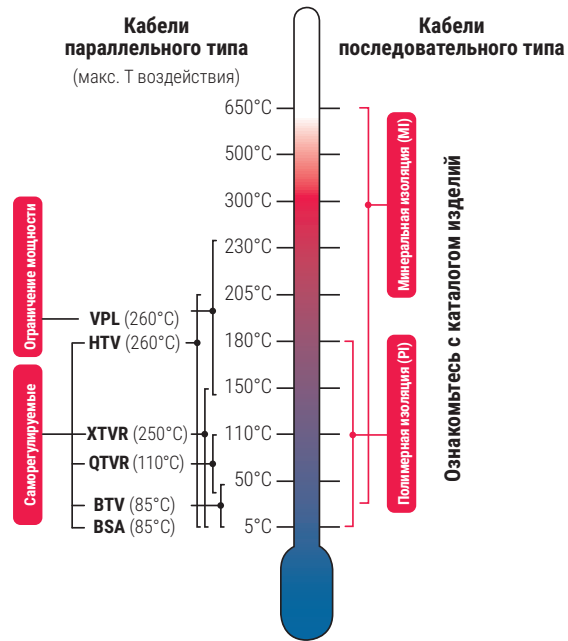 Кабели
параллельного типа
(макс. Т воздействия)
Кабели
последовательного типа
650°C
500°C
300°C
230°C
205°C
180°C
150°C
110°C
50°C
5°C
Ограничение мощности
Саморегулируемые
VPL (260°C)
HTV (260°C)
XTVR (250°C)
QTVR (110°C)
BTV (85°C)
BSA (85°C)
Минеральная изоляция (MI)
Полимерная изоляция (PI)
Ознакомьтесь с каталогом изделий